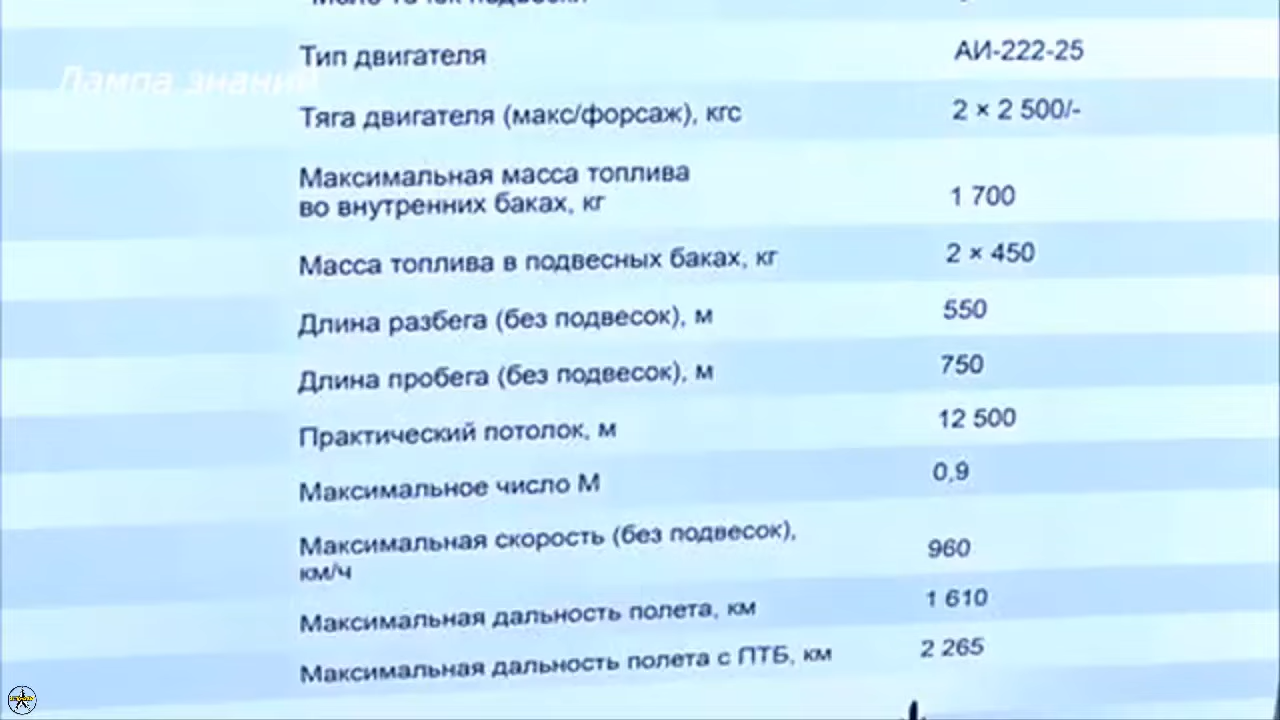 Тип двигателя АИ-222-25
Лампа знаний
Тяга двигателя (макс/форсаж), кгс 2 × 2 500/-
Максимальная масса топлива
во внутренних баках, кг 1 700
Масса топлива в подвесных баках, кг 2 × 450
Длина разбега (без подвесок), м 550
Длина пробега (без подвесок), м 750
Практический потолок, м 12 500
Максимальное число М 0,9
Максимальная скорость (без подвесок),
км/ч 960
Максимальная дальность полета, км 1 610
Максимальная дальность полета с ПТБ, км 2 265